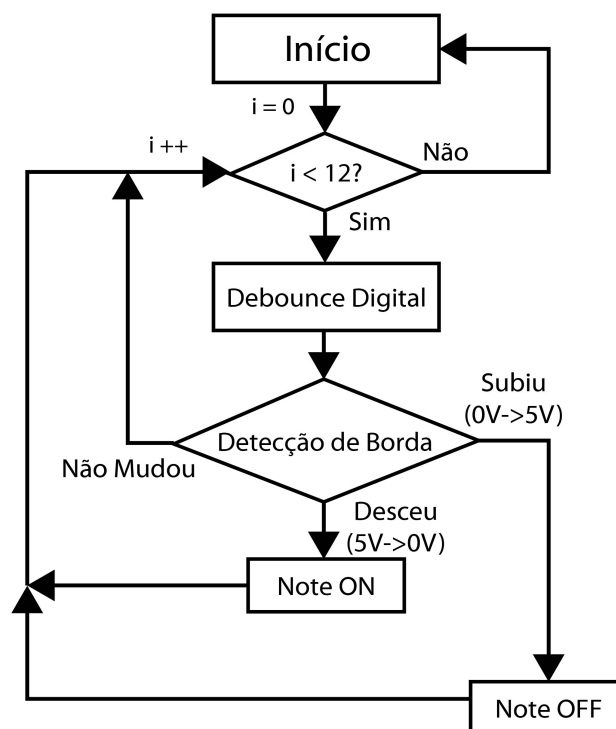 Início
i = 0
i ++
i < 12?
Não
Sim
Debounce Digital
Subiu
(0V->5V)
Detecção de Borda
Não Mudou
Desceu
(5V->0V)
Note ON
Note OFF